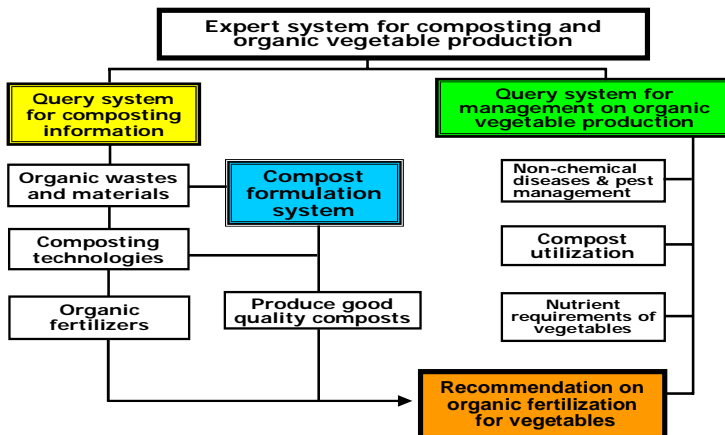 Expert system for composting and
organic vegetable production
Query system
for composting
information
Query system for
management on organic
vegetable production
Organic wastes
and materials
Compost
formulation
system
Non-chemical
diseases & pest
management
Composting
technologies
Compost
utilization
Organic
fertilizers
Produce good
quality composts
Nutrient
requirements of
vegetables
Recommendation on
organic fertilization
for vegetables